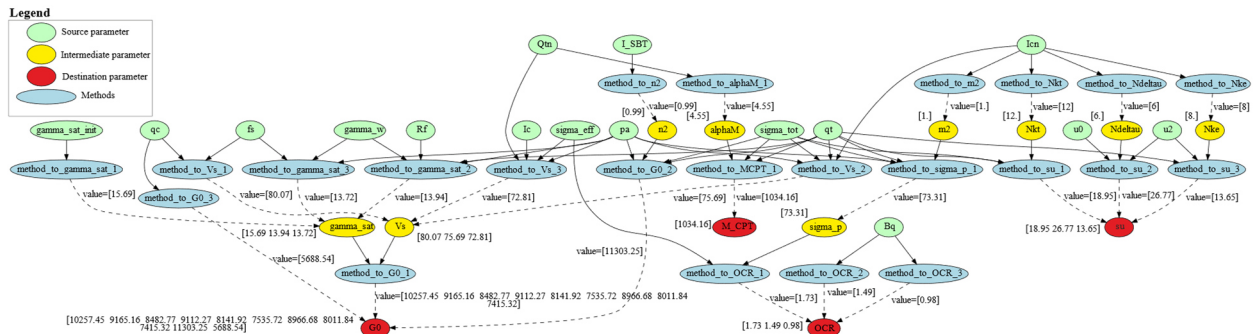 Legend
Source parameter
Intermediate parameter
Destination parameter
Methods
Qtn
I_SBT
Icn
method_to_n2
method_to_alphaM_1
method_to_m2
method_to_Nkt
method_to_Ndeltau
method_to_Nke
value=[0.99]
[0.99]
value=[4.55]
[4.55]
value=[1.]
[1.]
value=[12]
[12.]
value=[6]
[6.]
value=[8]
[8.]
gamma_sat_init
qc
fs
gamma_w
Rf
Ic
sigma_eff
pa
n2
alphaM
sigma_tot
qt
m2
Nkt
u0
Ndeltau
u2
Nke
method_to_gamma_sat_1
method_to_Vs_1
method_to_gamma_sat_3
method_to_gamma_sat_2
method_to_Vs_3
method_to_G0_2
method_to_MCPT_1
method_to_Vs_2
method_to_sigma_p_1
method_to_su_1
method_to_su_2
method_to_su_3
method_to_G0_3
value=[15.69]
value=[80.07]
value=[13.72]
value=[13.94]
value=[72.81]
value=[75.69]
value=[1034.16]
value=[73.31]
value=[18.95]
value=[26.77]
value=[13.65]
[15.69 13.94 13.72]
gamma_sat
Vs
[80.07 75.69 72.81]
[1034.16]
M_CPT
[73.31]
sigma_p
Bq
[18.95 26.77 13.65]
su
value=[5688.54]
value=[11303.25]
method_to_G0_1
method_to_OCR_1
method_to_OCR_2
method_to_OCR_3
value=[10257.45 9165.16 8482.77 9112.27 8141.92 7535.72 8966.68 8011.84
7415.32]
value=[1.73]
value=[1.49]
value=[0.98]
[10257.45 9165.16 8482.77 9112.27 8141.92 7535.72 8966.68 8011.84
7415.32 11303.25 5688.54]
G0
[1.73 1.49 0.98]
OCR